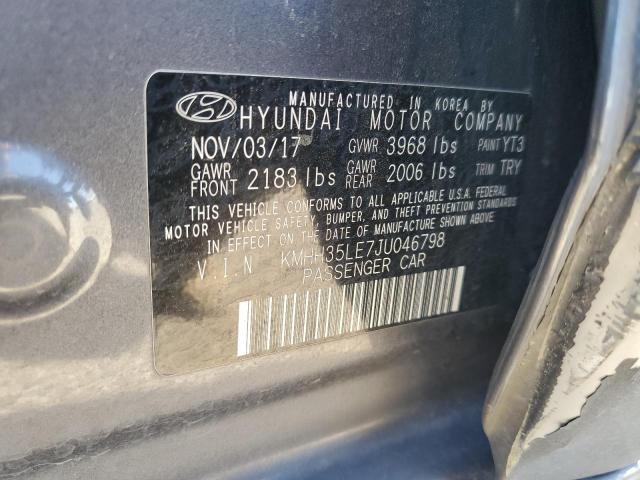 MANUFACTURED IN KOREA BY
HYUNDAI MOTOR COMPANY
NOV/03/17 GVWR 3968 lbs PAINT YT3
GAWR FRONT 2183 lbs GAWR REAR 2006 lbs TRIM TRY
THIS VEHICLE CONFORMS TO ALL APPLICABLE U.S.A. FEDERAL
MOTOR VEHICLE SAFETY, BUMPER, AND THEFT PREVENTION STANDARDS
IN EFFECT ON THE DATE OF MANUFACTURE SHOWN ABOVE.
V.I.N KMHH35LE7JU046798
PASSENGER CAR